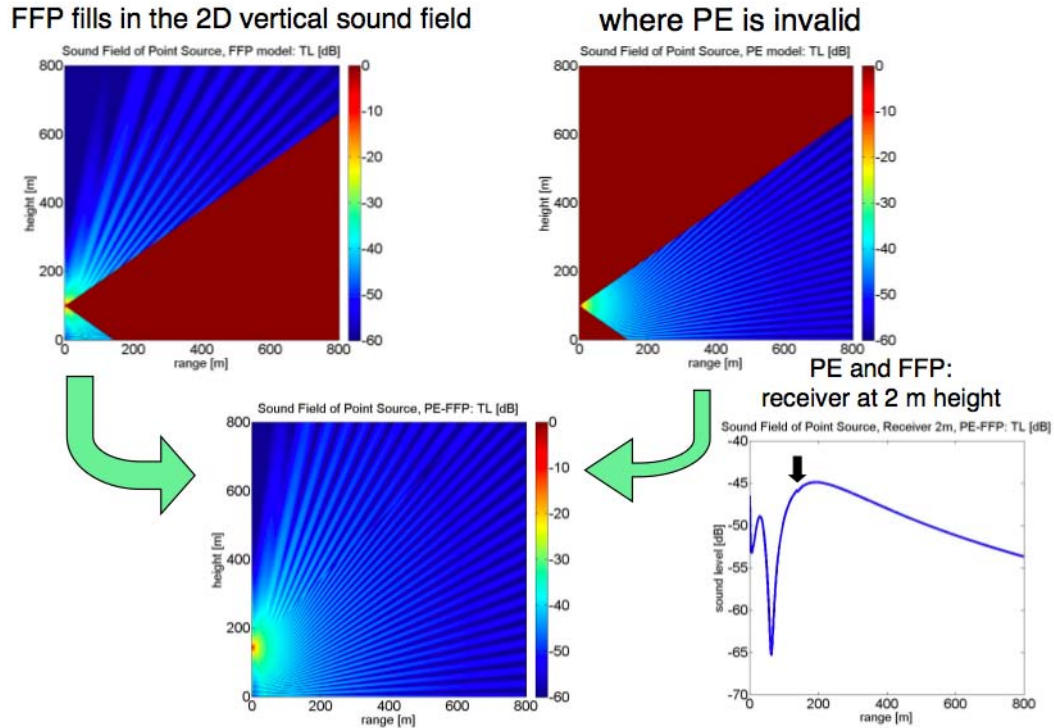 FFP fills in the 2D vertical sound field
where PE is invalid
Sound Field of Point Source, FFP model: TL [dB]
800
600
400
200
0
height [m]
0 200 400 600 800
range [m]
0
-10
-20
-30
-40
-50
-60
Sound Field of Point Source, PE model: TL [dB]
800
600
400
200
0
height [m]
0 200 400 600 800
range [m]
0
-10
-20
-30
-40
-50
-60
Sound Field of Point Source, PE-FFP: TL [dB]
800
600
400
200
0
height [m]
0 200 400 600 800
range [m]
0
-10
-20
-30
-40
-50
-60
PE and FFP:
receiver at 2 m height
Sound Field of Point Source, Receiver 2m, PE-FFP: TL [dB]
-40
-45
-50
-55
-60
-65
-70
sound level [dB]
0 200 400 600 800
range [m]